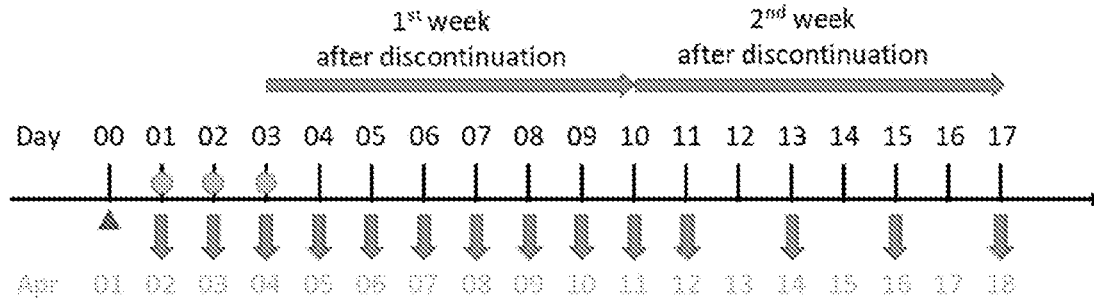 1st week
after discontinuation
2nd week
after discontinuation
Day 00 01 02 03 04 05 06 07 08 09 10 11 12 13 14 15 16 17
Apr 01 02 03 04 05 06 07 08 09 10 11 12 13 14 15 16 17 18